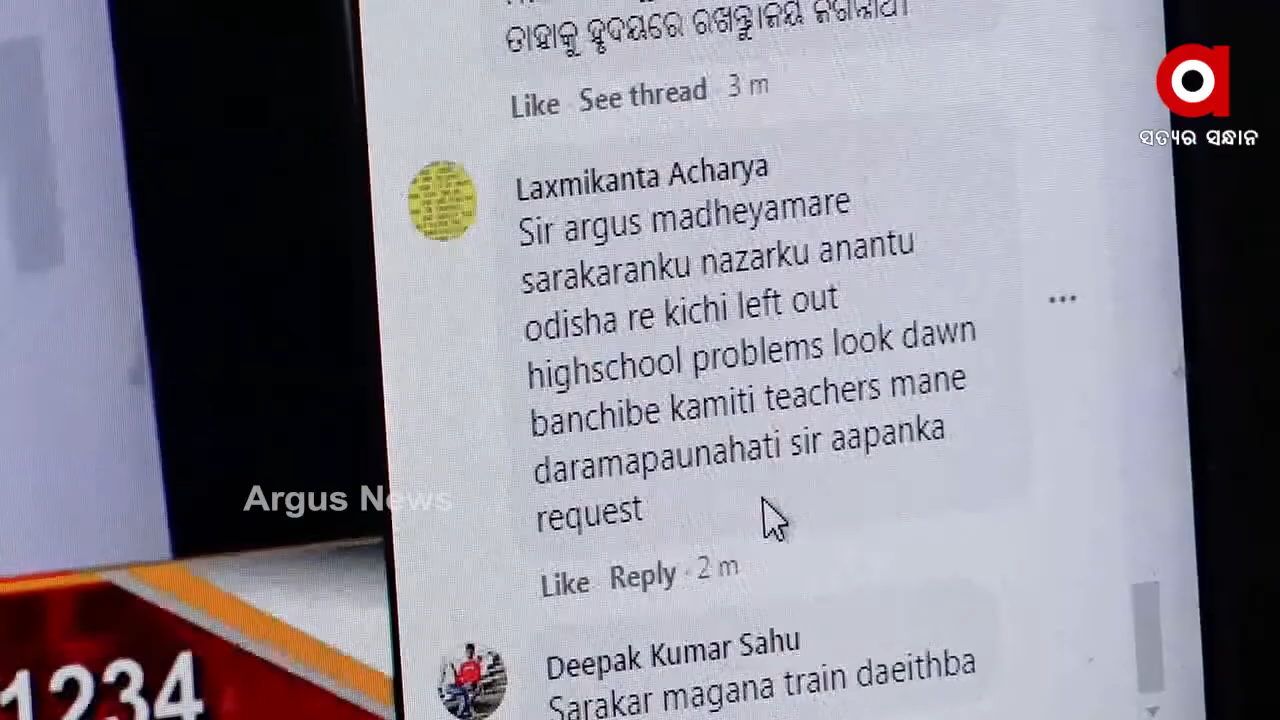 ତାହାକୁ ହୃଦୟରେ ରଖନ୍ତୁ
Like · See thread · 3 m
ସତ୍ୟର ସନ୍ଧାନ
Laxmikanta Acharya
Sir argus madheyamare
sarakaranku nazarku anantu
odisha re kichi left out
highschool problems look dawn
banchibe kamiti teachers mane
daramapaunahati sir aapanka
request
Like Reply · 2 m
Argus News
Deepak Kumar Sahu
Sarakar magana train daeithba
1234